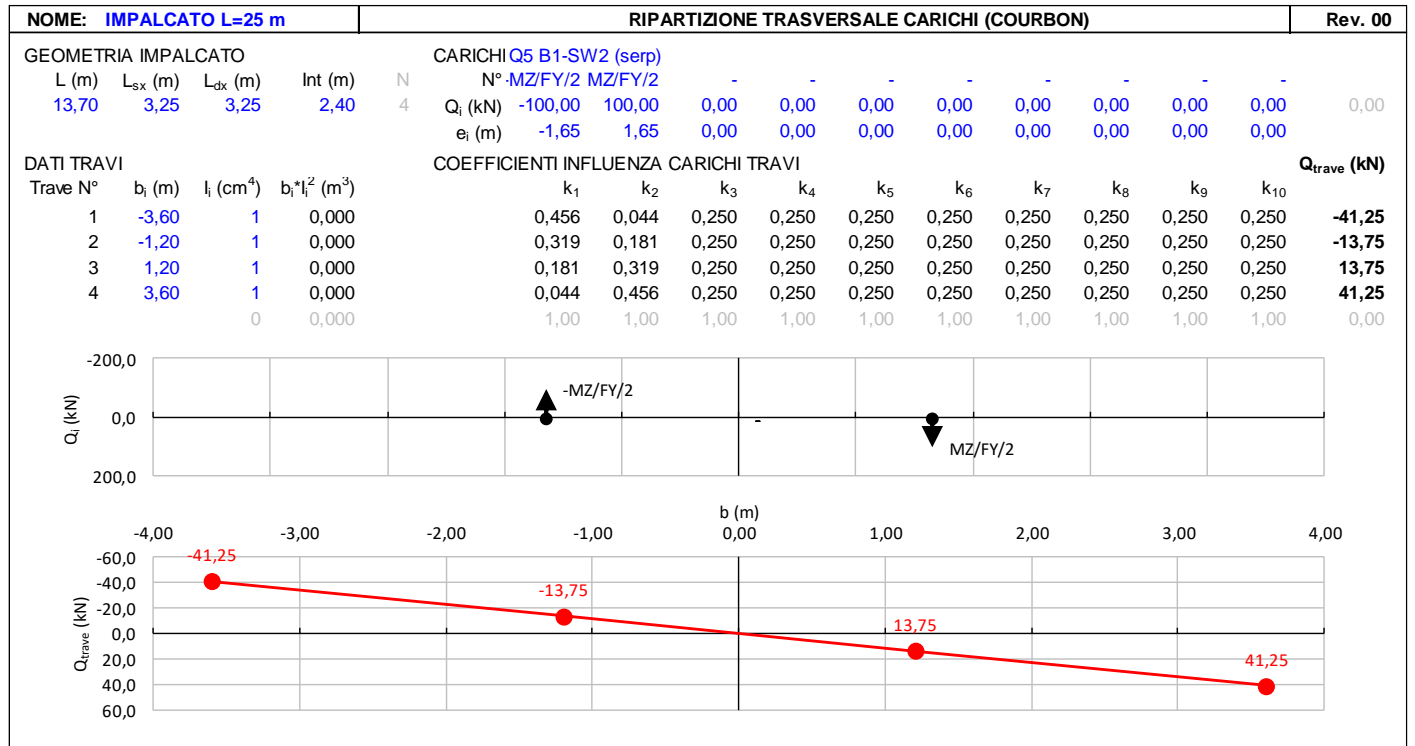 NOME: IMPALCATO L=25 m RIPARTIZIONE TRASVERSALE CARICHI (COURBON) Rev. 00
GEOMETRIA IMPALCATO CARICHI Q5 B1-SW2 (serp)
L (m) Lsx (m) Ldx (m) Int (m) N N° -MZ/FY/2 MZ/FY/2 - - - - - - - -
13,70 3,25 3,25 2,40 4 Qi (kN) -100,00 100,00 0,00 0,00 0,00 0,00 0,00 0,00 0,00 0,00 0,00
ei (m) -1,65 1,65 0,00 0,00 0,00 0,00 0,00 0,00 0,00 0,00
DATI TRAVI COEFFICIENTI INFLUENZA CARICHI TRAVI Qtrave (kN)
Trave N° bi (m) Ii (cm⁴) bi*Ii² (m³) k1 k2 k3 k4 k5 k6 k7 k8 k9 k10
1 -3,60 1 0,000 0,456 0,044 0,250 0,250 0,250 0,250 0,250 0,250 0,250 0,250 -41,25
2 -1,20 1 0,000 0,319 0,181 0,250 0,250 0,250 0,250 0,250 0,250 0,250 0,250 -13,75
3 1,20 1 0,000 0,181 0,319 0,250 0,250 0,250 0,250 0,250 0,250 0,250 0,250 13,75
4 3,60 1 0,000 0,044 0,456 0,250 0,250 0,250 0,250 0,250 0,250 0,250 0,250 41,25
0 0,000 1,00 1,00 1,00 1,00 1,00 1,00 1,00 1,00 1,00 1,00 0,00
-200,0
-MZ/FY/2
0,0
-
Qi (kN)
MZ/FY/2
200,0
b (m)
-4,00 -3,00 -2,00 -1,00 0,00 1,00 2,00 3,00 4,00
-60,0
-41,25
-40,0
-13,75
-20,0
0,0
13,75
Qtrave (kN)
20,0
41,25
40,0
60,0